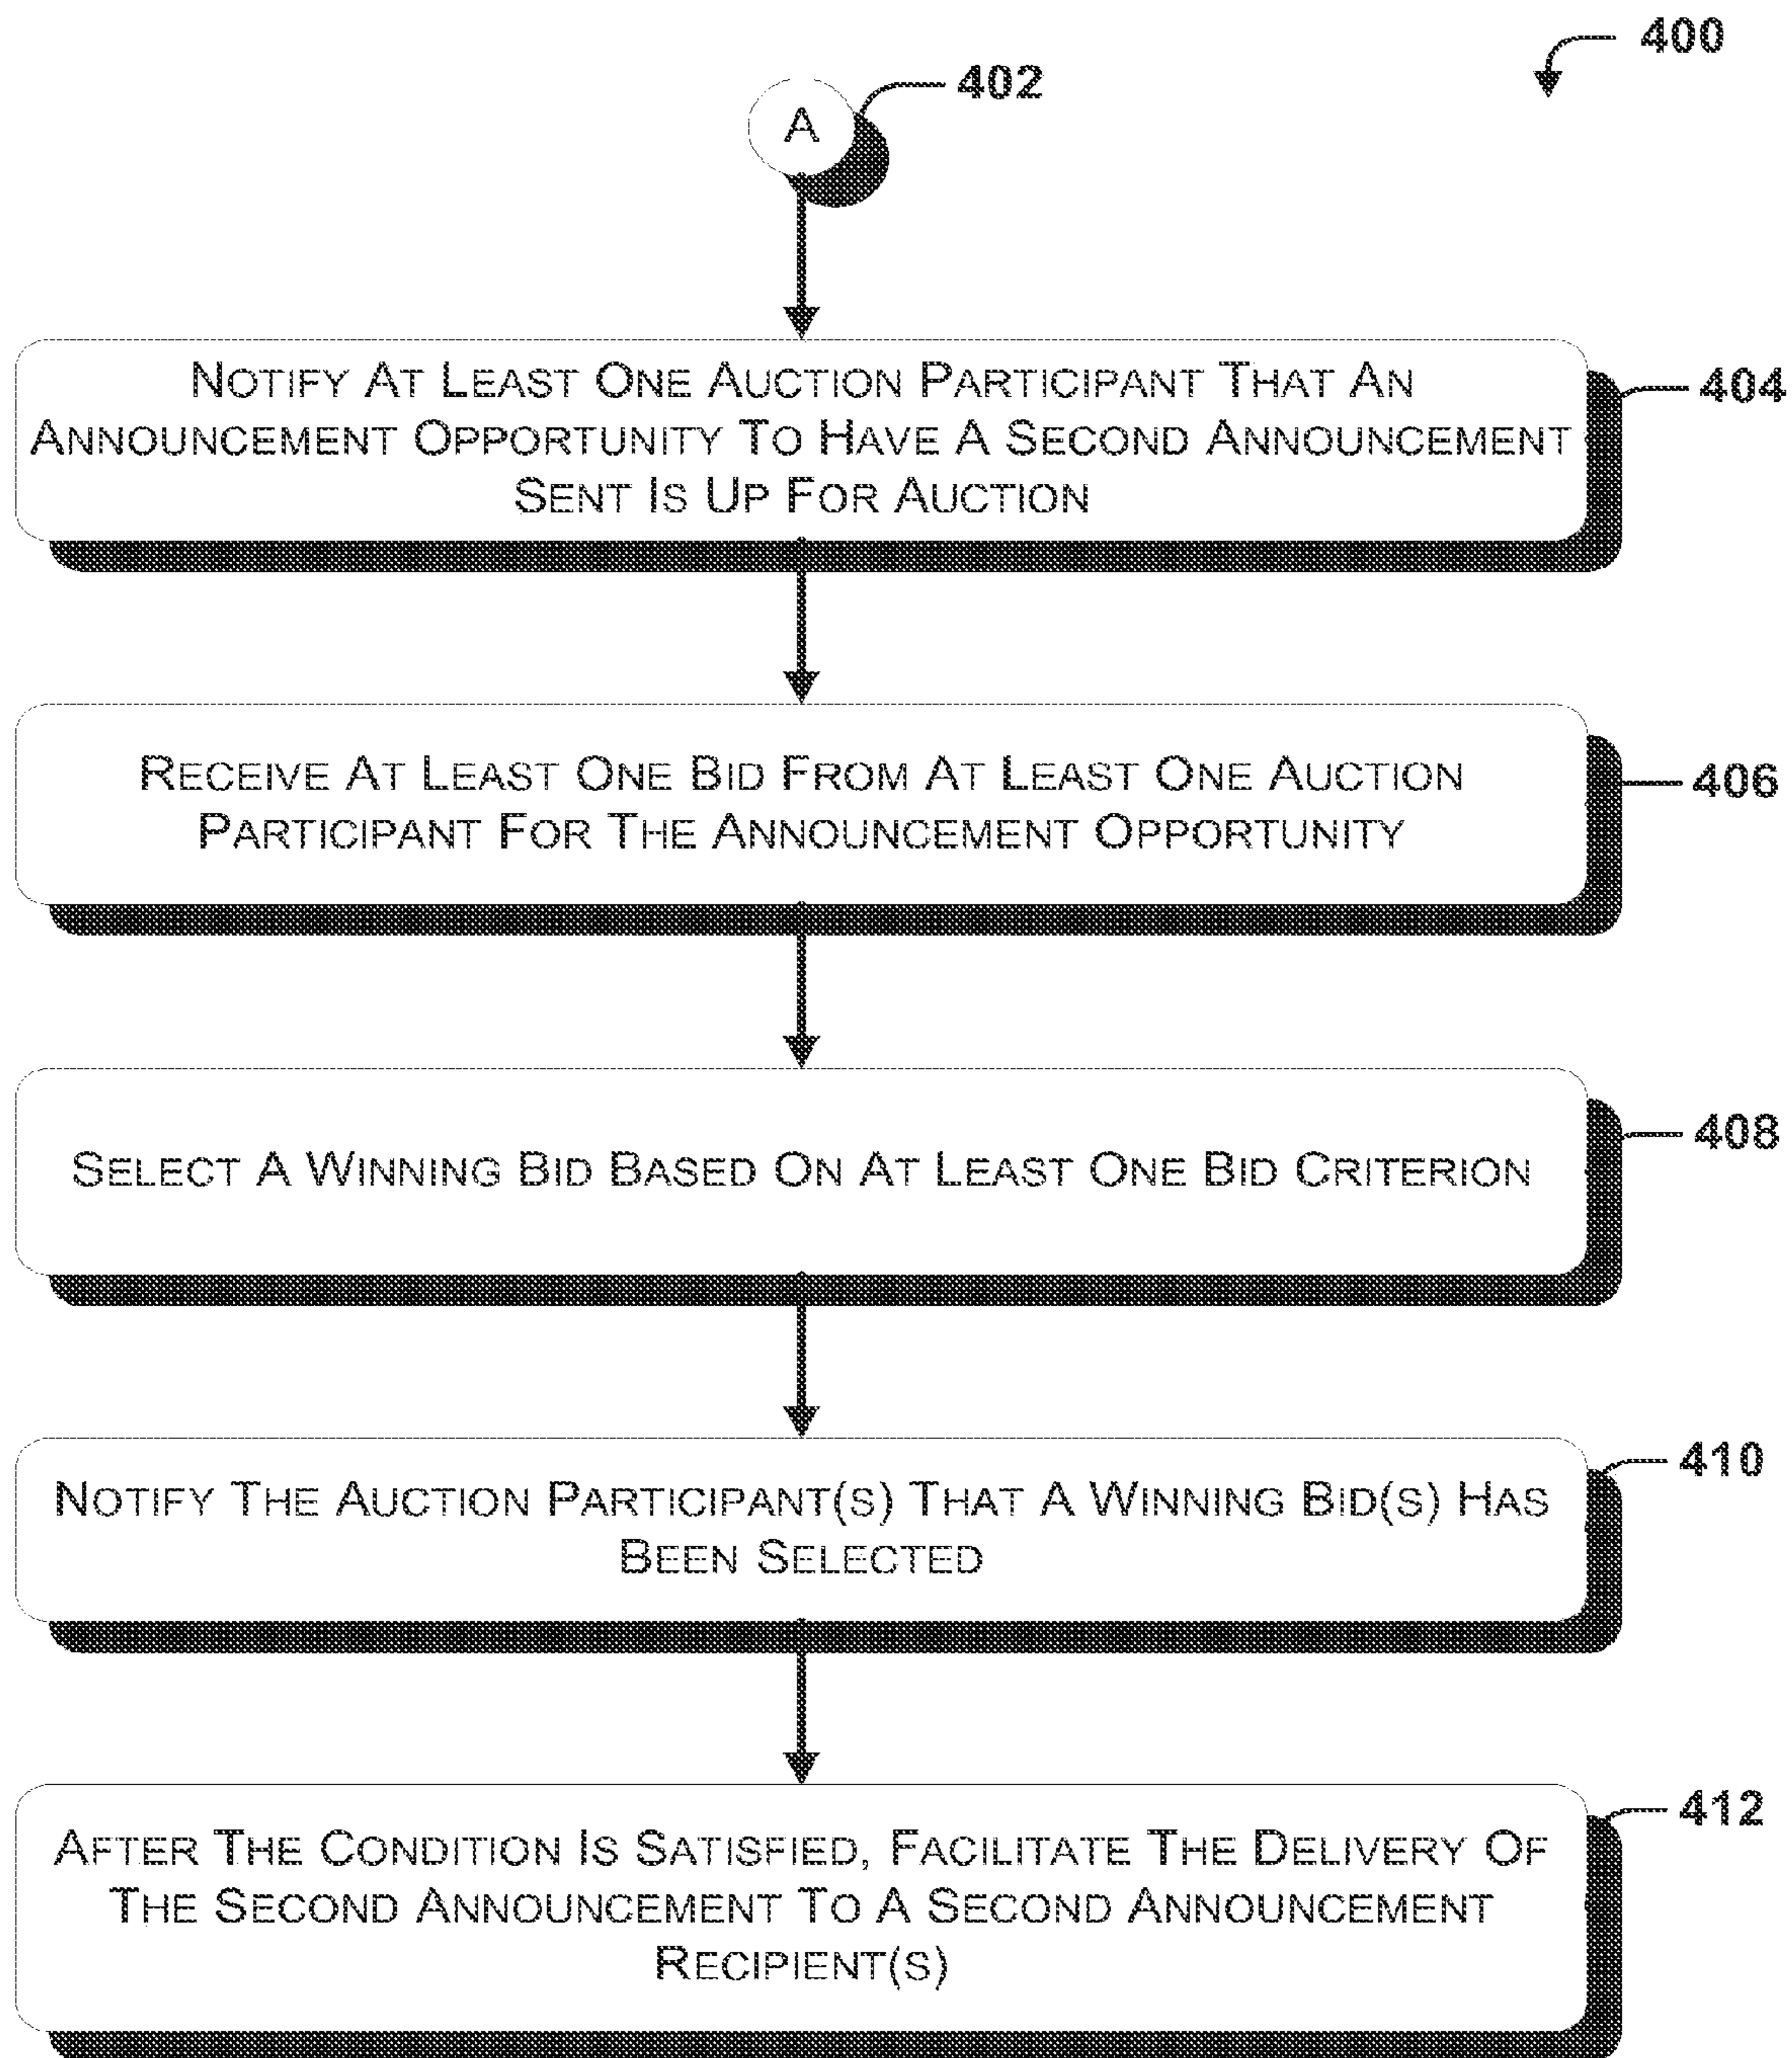 400
402
A
NOTIFY AT LEAST ONE AUCTION PARTICIPANT THAT AN
404
ANNOUNCEMENT OPPORTUNITY TO HAVE A SECOND ANNOUNCEMENT
SENT IS UP FOR AUCTION
RECEIVE AT LEAST ONE BID FROM AT LEAST ONE AUCTION
406
PARTICIPANT FOR THE ANNOUNCEMENT OPPORTUNITY
408
SELECT A WINNING BID BASED ON AT LEAST ONE BID CRITERION
410
NOTIFY THE AUCTION PARTICIPANT(S) THAT A WINNING BID(S) HAS
BEEN SELECTED
412
AFTER THE CONDITION IS SATISFIED, FACILITATE THE DELIVERY OF
THE SECOND ANNOUNCEMENT TO A SECOND ANNOUNCEMENT
RECIPIENT(S)